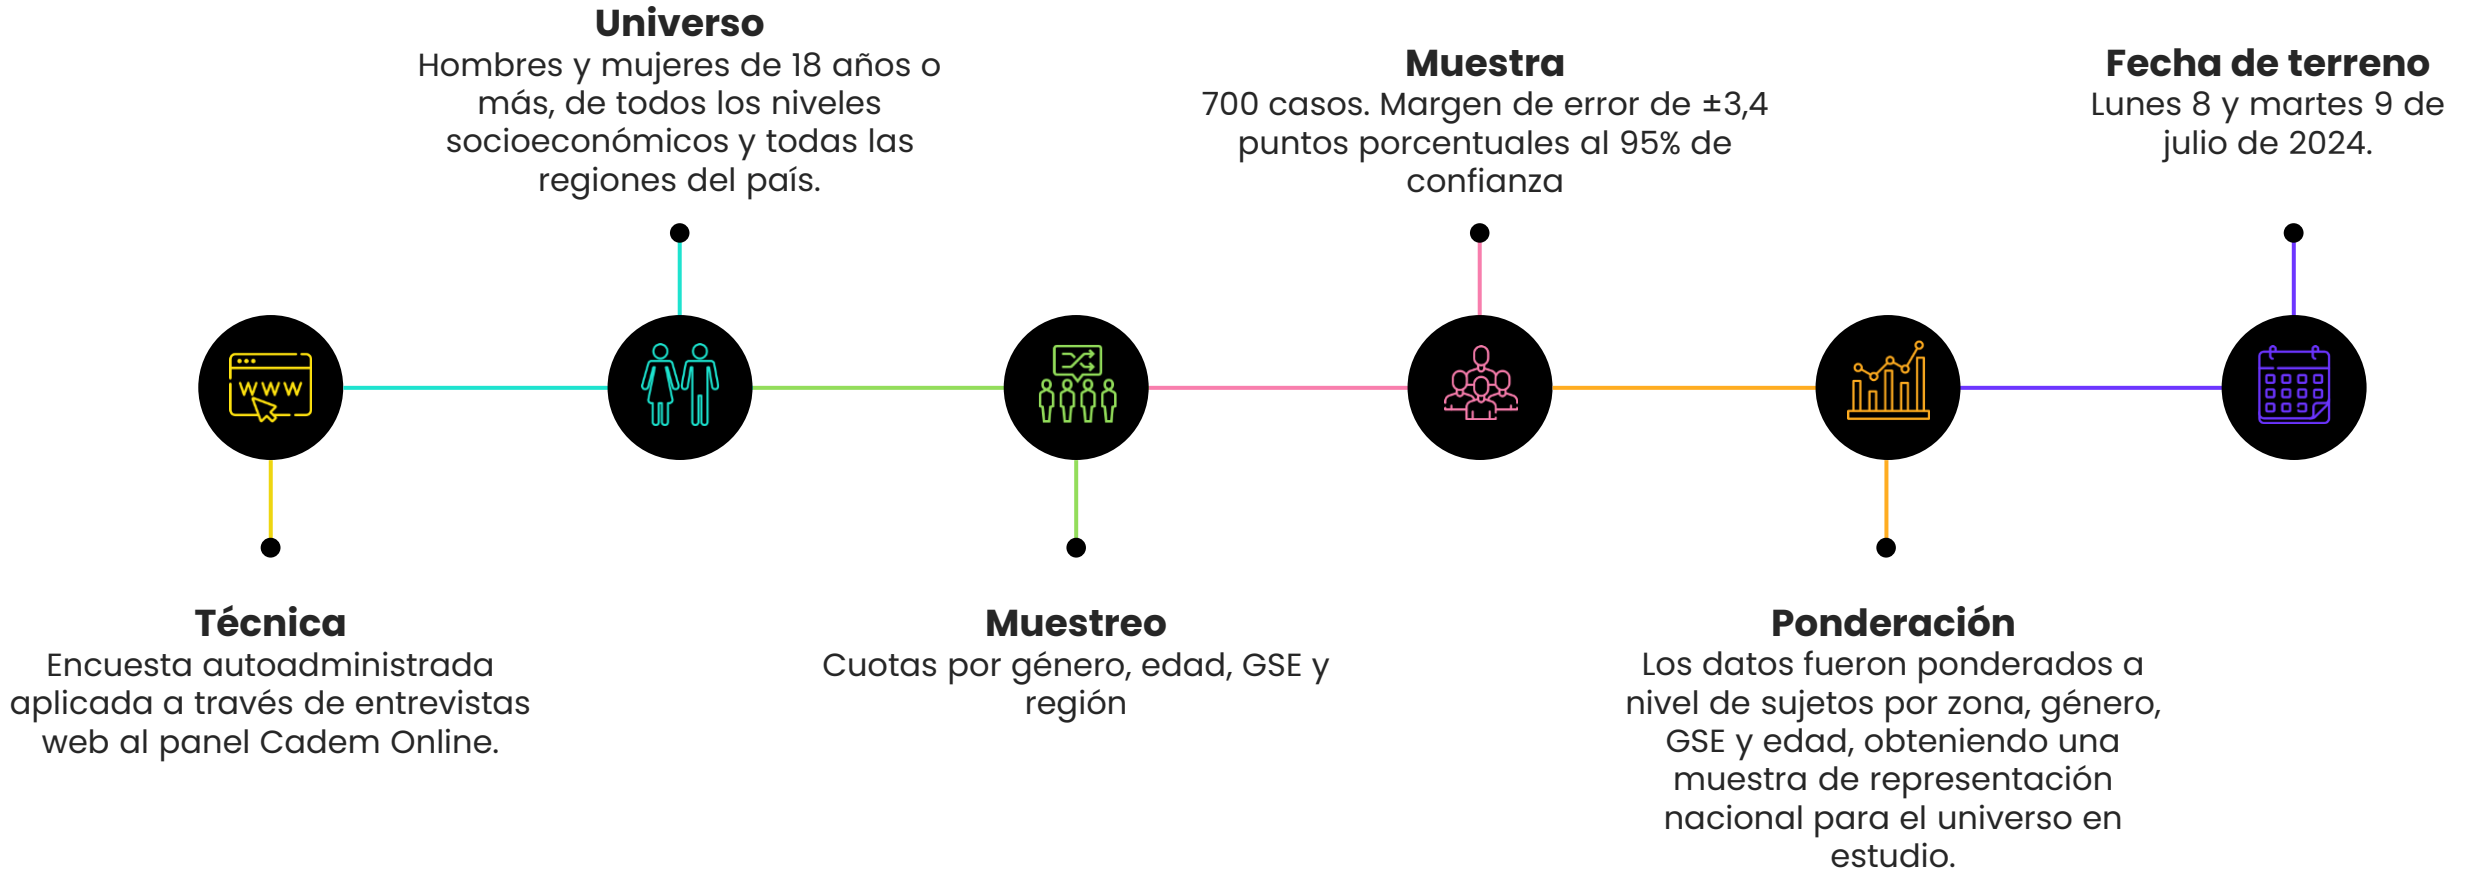 Universo
Hombres y mujeres de 18 años o
más, de todos los niveles
socioeconómicos y todas las
regiones del país.
Muestra
700 casos. Margen de error de ±3,4
puntos porcentuales al 95% de
confianza
Fecha de terreno
Lunes 8 y martes 9 de
julio de 2024.
WWW
Técnica
Encuesta autoadministrada
aplicada a través de entrevistas
web al panel Cadem Online.
Muestreo
Cuotas por género, edad, GSE y
región
Ponderación
Los datos fueron ponderados a
nivel de sujetos por zona, género,
GSE y edad, obteniendo una
muestra de representación
nacional para el universo en
estudio.